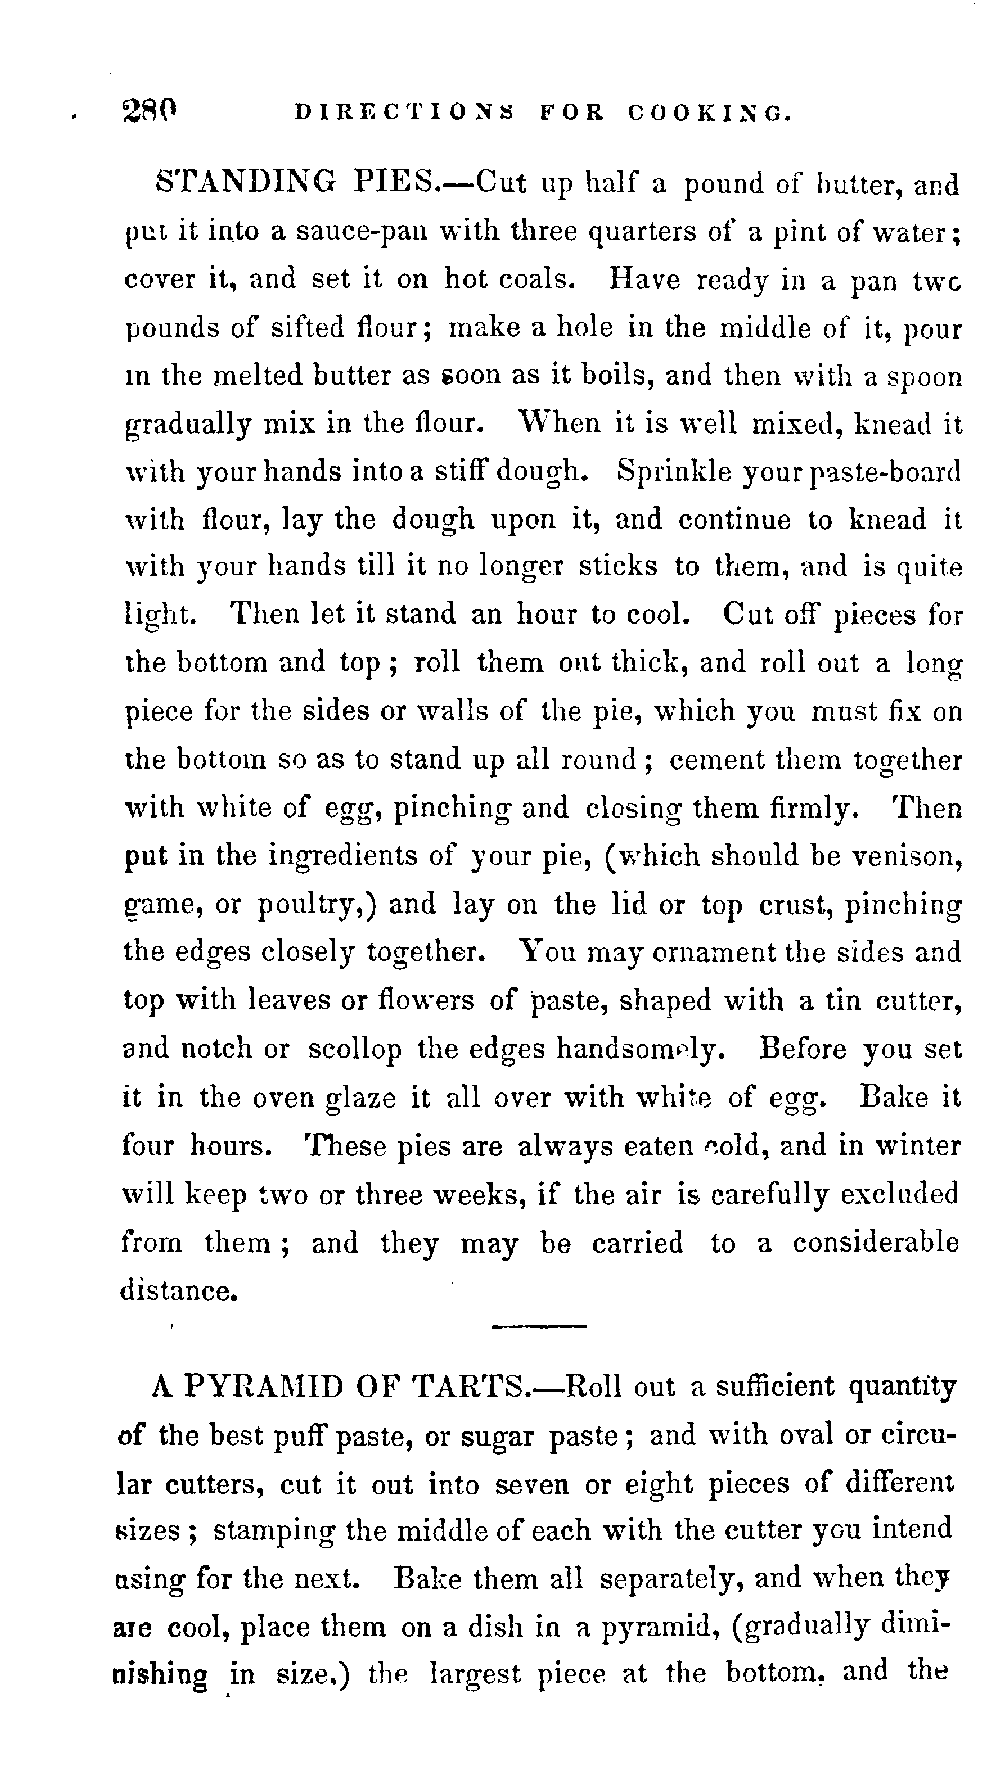 280 DIRECTIONS FOR COOKING.
STANDING PIES.—Cut up half a pound of butter, and
put it into a sauce-pan with three quarters of a pint of water;
cover it, and set it on hot coals. Have ready in a pan two
pounds of sifted flour; make a hole in the middle of it, pour
in the melted butter as soon as it boils, and then with a spoon
gradually mix in the flour. When it is well mixed, knead it
with your hands into a stiff dough. Sprinkle your paste-board
with flour, lay the dough upon it, and continue to knead it
with your hands till it no longer sticks to them, and is quite
light. Then let it stand an hour to cool. Cut off pieces for
the bottom and top; roll them out thick, and roll out a long
piece for the sides or walls of the pie, which you must fix on
the bottom so as to stand up all round; cement them together
with white of egg, pinching and closing them firmly. Then
put in the ingredients of your pie, (which should be venison,
game, or poultry,) and lay on the lid or top crust, pinching
the edges closely together. You may ornament the sides and
top with leaves or flowers of paste, shaped with a tin cutter,
and notch or scollop the edges handsomely. Before you set
it in the oven glaze it all over with white of egg. Bake it
four hours. These pies are always eaten cold, and in winter
will keep two or three weeks, if the air is carefully excluded
from them; and they may be carried to a considerable
distance.
A PYRAMID OF TARTS.—Roll out a sufficient quantity
of the best puff paste, or sugar paste; and with oval or circu-
lar cutters, cut it out into seven or eight pieces of different
sizes; stamping the middle of each with the cutter you intend
using for the next. Bake them all separately, and when they
are cool, place them on a dish in a pyramid, (gradually dimi-
nishing in size,) the largest piece at the bottom, and the